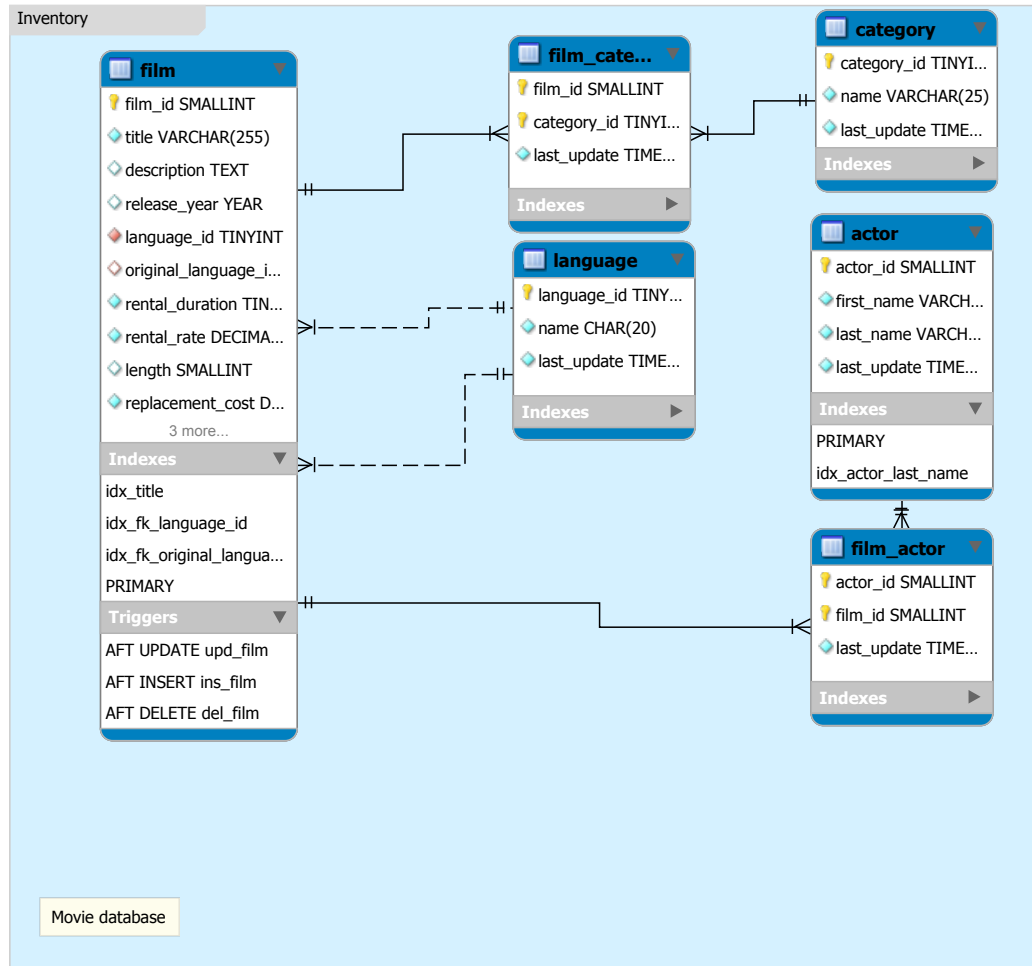 Inventory
film
film_id SMALLINT
title VARCHAR(255)
description TEXT
release_year YEAR
language_id TINYINT
original_language_i...
rental_duration TIN...
rental_rate DECIMA...
length SMALLINT
replacement_cost D...
3 more...
Indexes
idx_title
idx_fk_language_id
idx_fk_original_langua...
PRIMARY
Triggers
AFT UPDATE upd_film
AFT INSERT ins_film
AFT DELETE del_film
film_cate...
film_id SMALLINT
category_id TINYI...
last_update TIME...
Indexes
language
language_id TINY...
name CHAR(20)
last_update TIME...
Indexes
category
category_id TINYI...
name VARCHAR(25)
last_update TIME...
Indexes
actor
actor_id SMALLINT
first_name VARCH...
last_name VARCH...
last_update TIME...
Indexes
PRIMARY
idx_actor_last_name
film_actor
actor_id SMALLINT
film_id SMALLINT
last_update TIME...
Indexes
Movie database